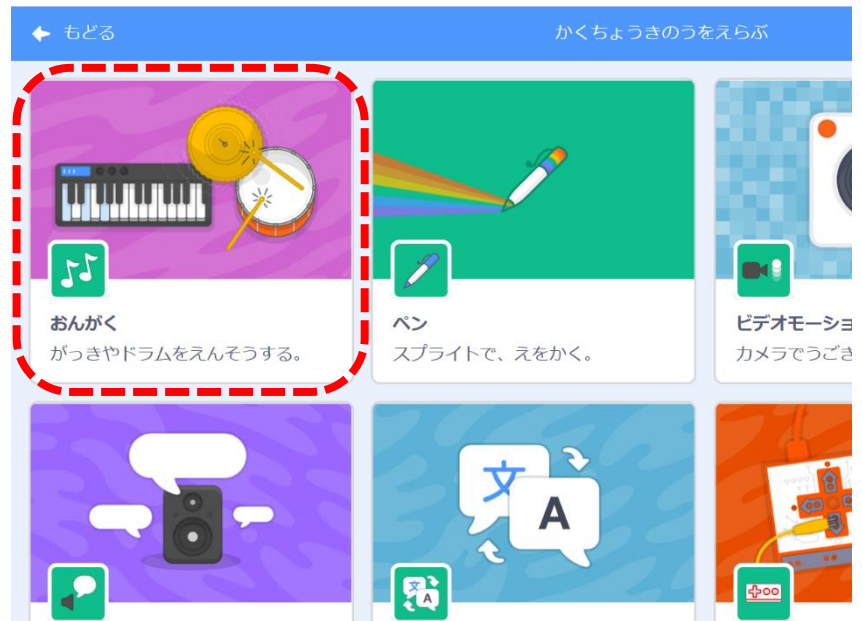 もどる
かくちょうきのうをえらぶ
おんがく
がっきやドラムをえんそうする。
ペン
スプライトで、えをかく。
ビデオモーショ
カメラでうごき
文
A
文
A